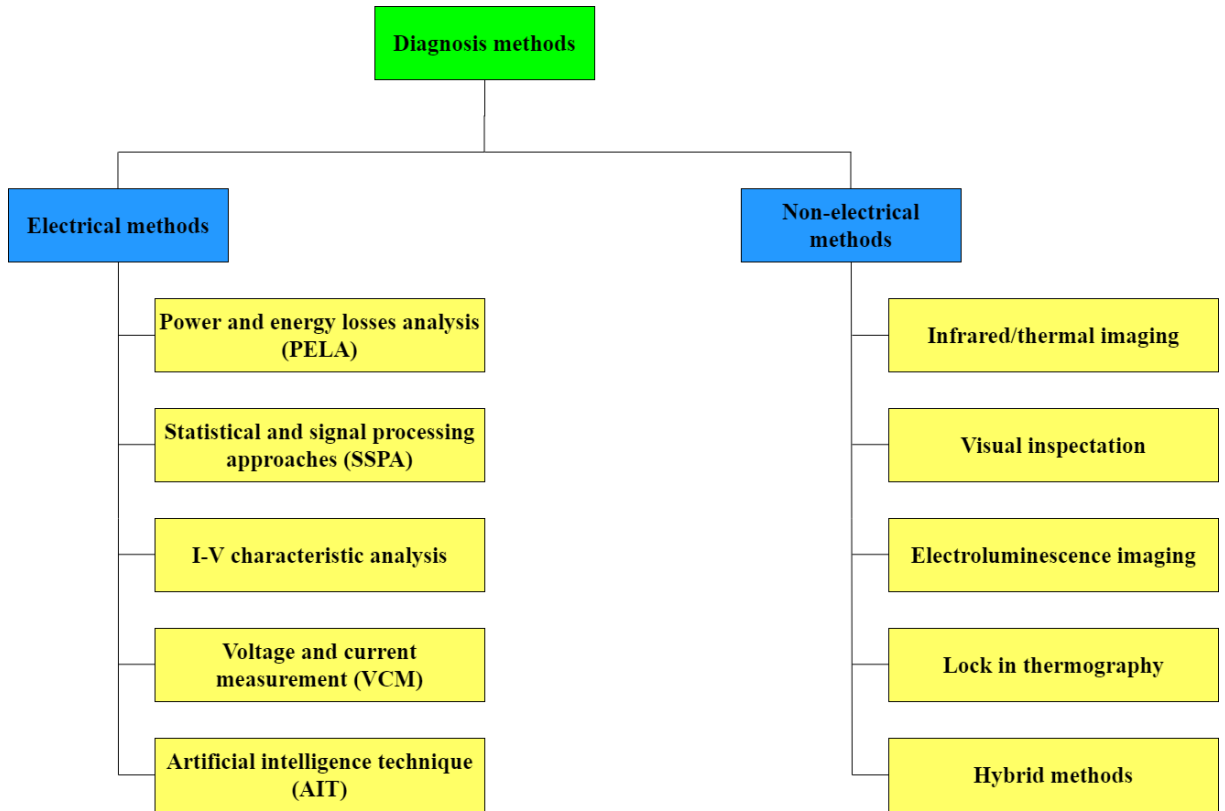 Diagnosis methods
Electrical methods
Power and energy losses analysis
(PELA)
Statistical and signal processing
approaches (SSPA)
I-V characteristic analysis
Voltage and current
measurement (VCM)
Artificial intelligence technique
(AIT)
Non-electrical
methods
Infrared/thermal imaging
Visual inspectation
Electroluminescence imaging
Lock in thermography
Hybrid methods